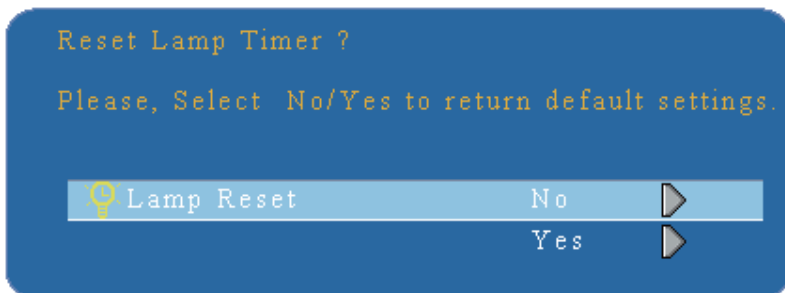 Reset Lamp Timer ?
Please, Select No/Yes to return default settings.
Lamp Reset No
Yes